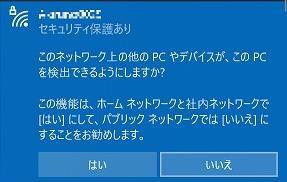 セキュリティ保護あり
このネットワーク上の他の PC やデバイスが、この PC
を検出できるようにしますか?
この機能は、ホーム ネットワークと社内ネットワークで
[はい] にして、パブリック ネットワークでは [いいえ] に
することをお勧めします。
はい
いいえ